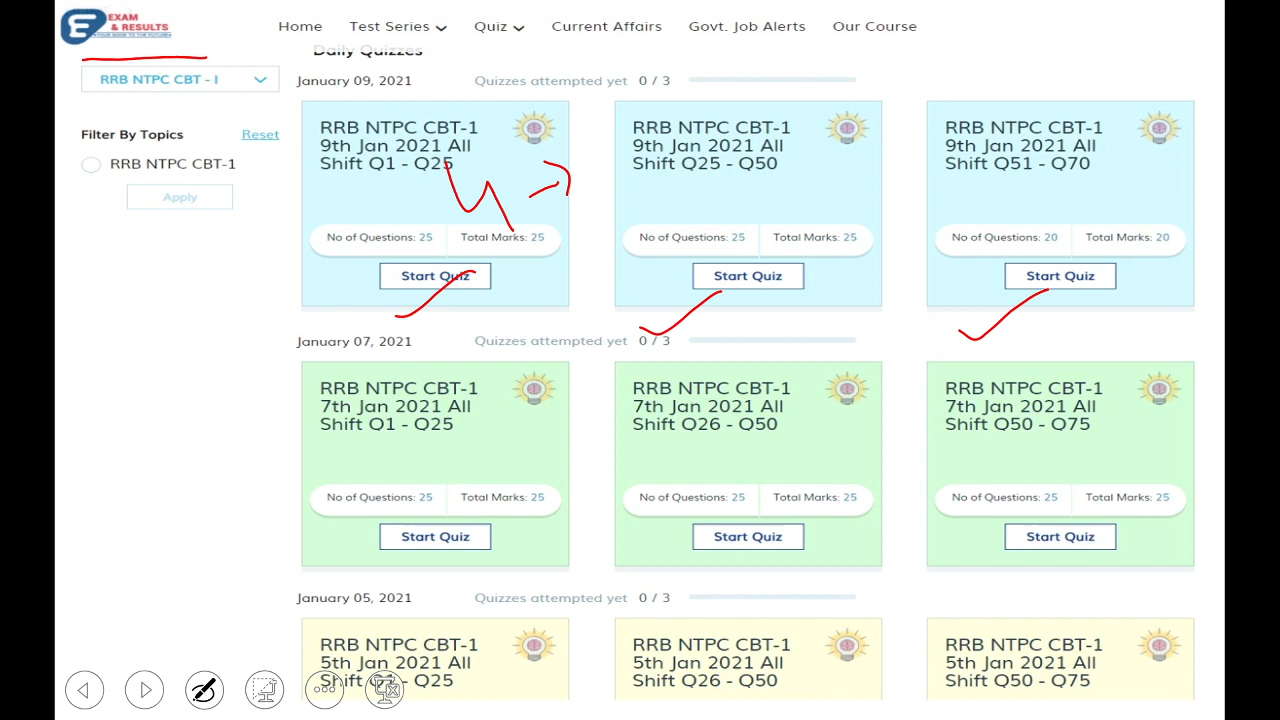 EXAM
& RESULTS
YOUR DOOR TO THE FUTURE
Home Test Series Quiz Current Affairs Govt. Job Alerts Our Course
Daily Quizzes
RRB NTPC CBT - I
Filter By Topics Reset
RRB NTPC CBT-1
Apply
January 09, 2021 Quizzes attempted yet 0 / 3
RRB NTPC CBT-1
9th Jan 2021 All
Shift Q1 - Q25
No of Questions: 25 Total Marks: 25
Start Quiz
RRB NTPC CBT-1
9th Jan 2021 All
Shift Q25 - Q50
No of Questions: 25 Total Marks: 25
Start Quiz
RRB NTPC CBT-1
9th Jan 2021 All
Shift Q51 - Q70
No of Questions: 20 Total Marks: 20
Start Quiz
January 07, 2021 Quizzes attempted yet 0 / 3
RRB NTPC CBT-1
7th Jan 2021 All
Shift Q1 - Q25
No of Questions: 25 Total Marks: 25
Start Quiz
RRB NTPC CBT-1
7th Jan 2021 All
Shift Q26 - Q50
No of Questions: 25 Total Marks: 25
Start Quiz
RRB NTPC CBT-1
7th Jan 2021 All
Shift Q50 - Q75
No of Questions: 25 Total Marks: 25
Start Quiz
January 05, 2021 Quizzes attempted yet 0 / 3
RRB NTPC CBT-1
5th Jan 2021 All
Shift Q1 - Q25
RRB NTPC CBT-1
5th Jan 2021 All
Shift Q26 - Q50
RRB NTPC CBT-1
5th Jan 2021 All
Shift Q50 - Q75